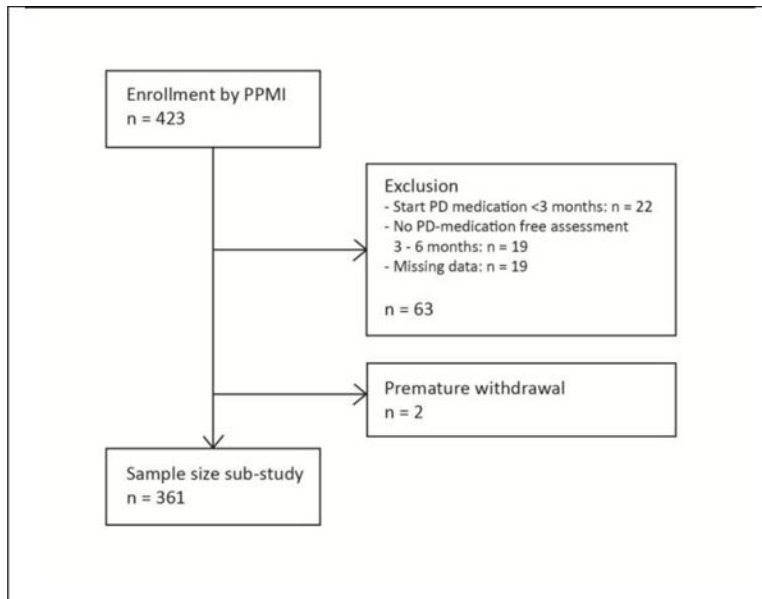 Enrollment by PPMI
n = 423
Exclusion
- Start PD medication <3 months: n = 22
- No PD-medication free assessment
3 - 6 months: n = 19
- Missing data: n = 19
n = 63
Premature withdrawal
n = 2
Sample size sub-study
n = 361